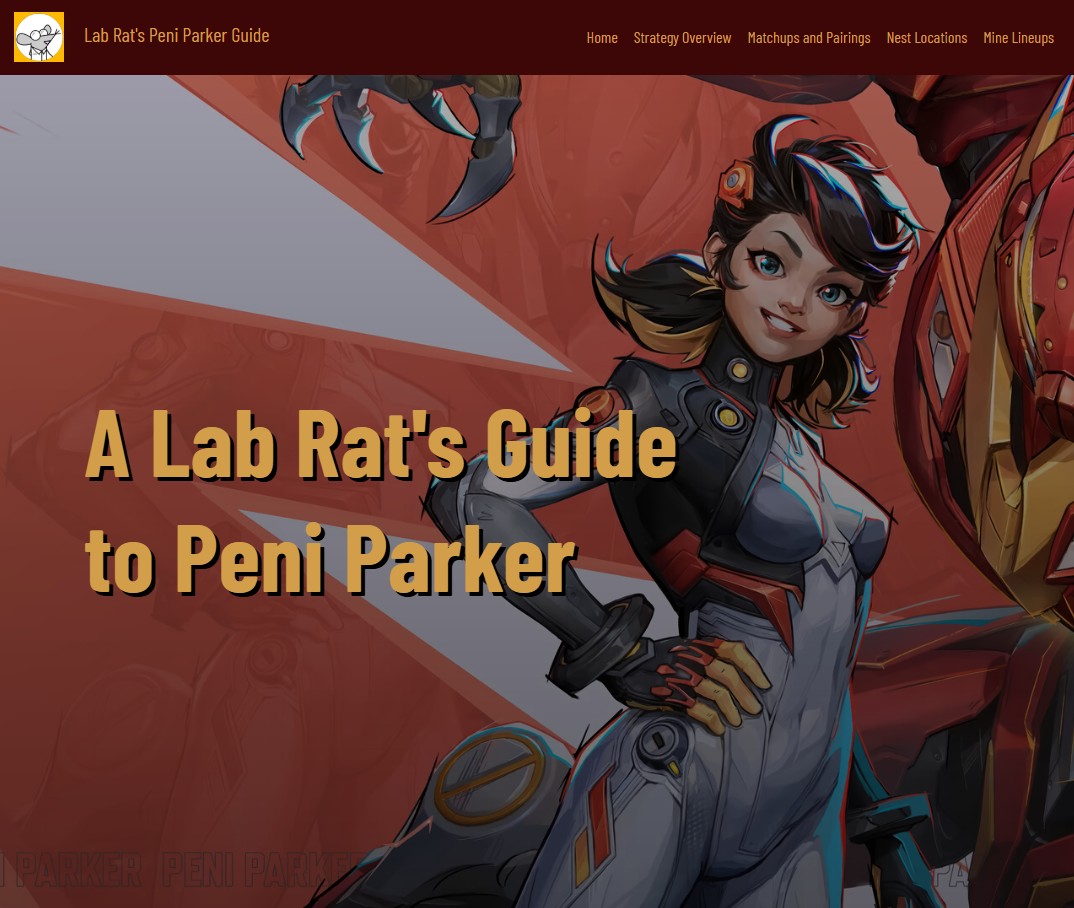 Lab Rat's Peni Parker Guide
Home Strategy Overview Matchups and Pairings Nest Locations Mine Lineups
A Lab Rat's Guide
to Peni Parker
PARKER PENI PARKER PA